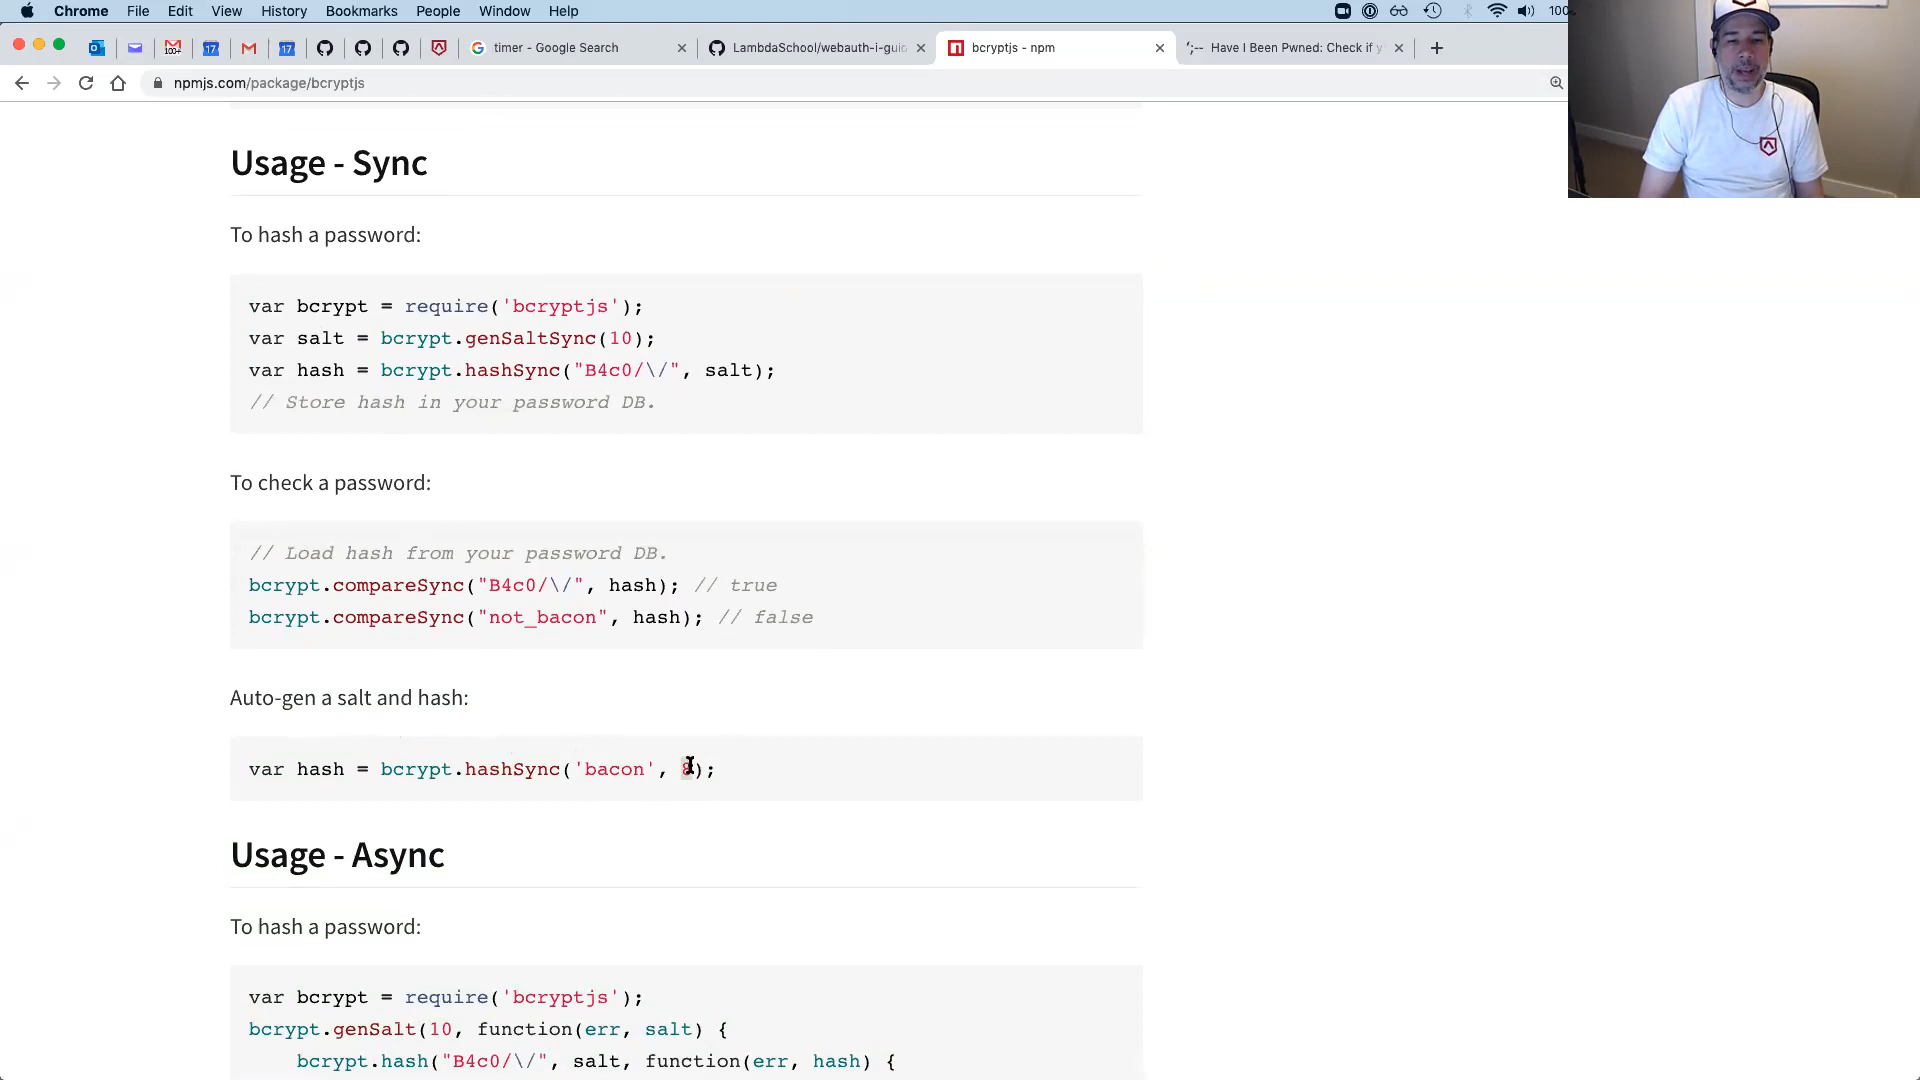 Chrome File Edit View History Bookmarks People Window Help 100
17 100+ 17
timer - Google Search
LambdaSchool/webauth-i-guid
bcryptjs - npm
Have I Been Pwned: Check if y
npmjs.com/package/bcryptjs
Usage - Sync
To hash a password:
var bcrypt = require('bcryptjs');
var salt = bcrypt.genSaltSync(10);
var hash = bcrypt.hashSync("B4c0/\/", salt);
// Store hash in your password DB.
To check a password:
// Load hash from your password DB.
bcrypt.compareSync("B4c0/\/", hash); // true
bcrypt.compareSync("not_bacon", hash); // false
Auto-gen a salt and hash:
var hash = bcrypt.hashSync('bacon', 8);
Usage - Async
To hash a password:
var bcrypt = require('bcryptjs');
bcrypt.genSalt(10, function(err, salt) {
bcrypt.hash("B4c0/\/", salt, function(err, hash) {